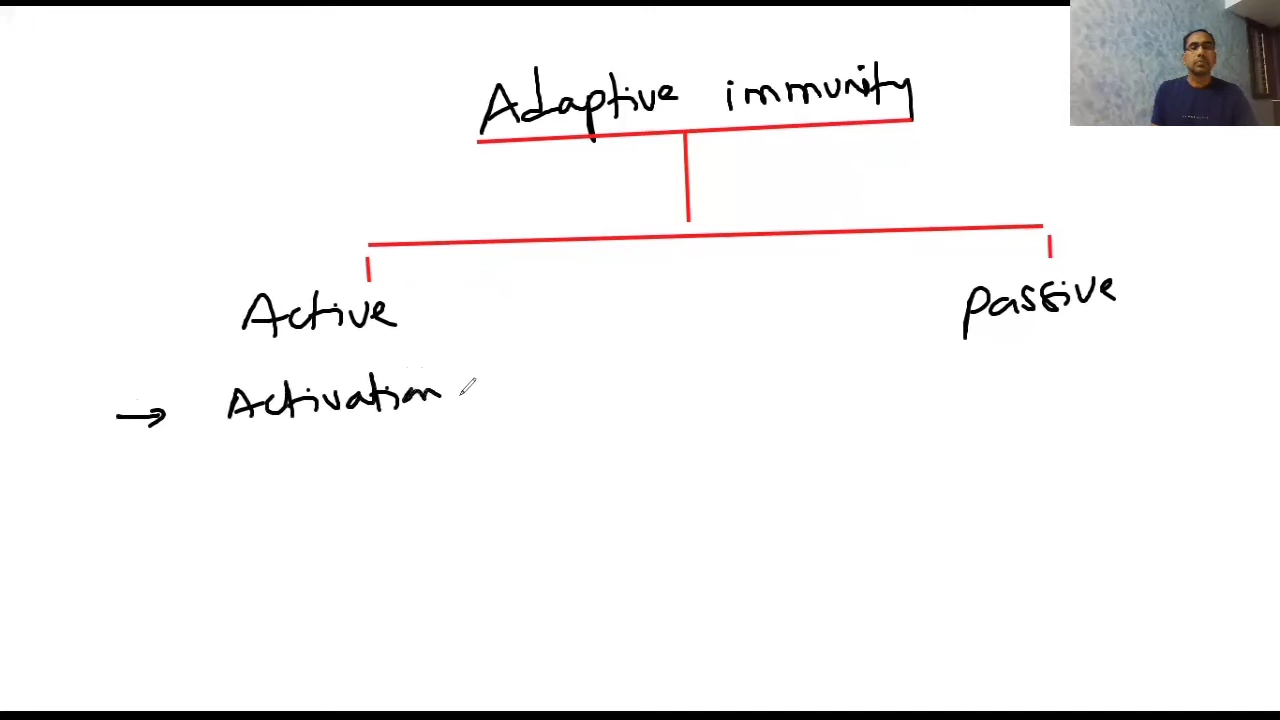 Adaptive immunity
Active
Passive
→ Activation